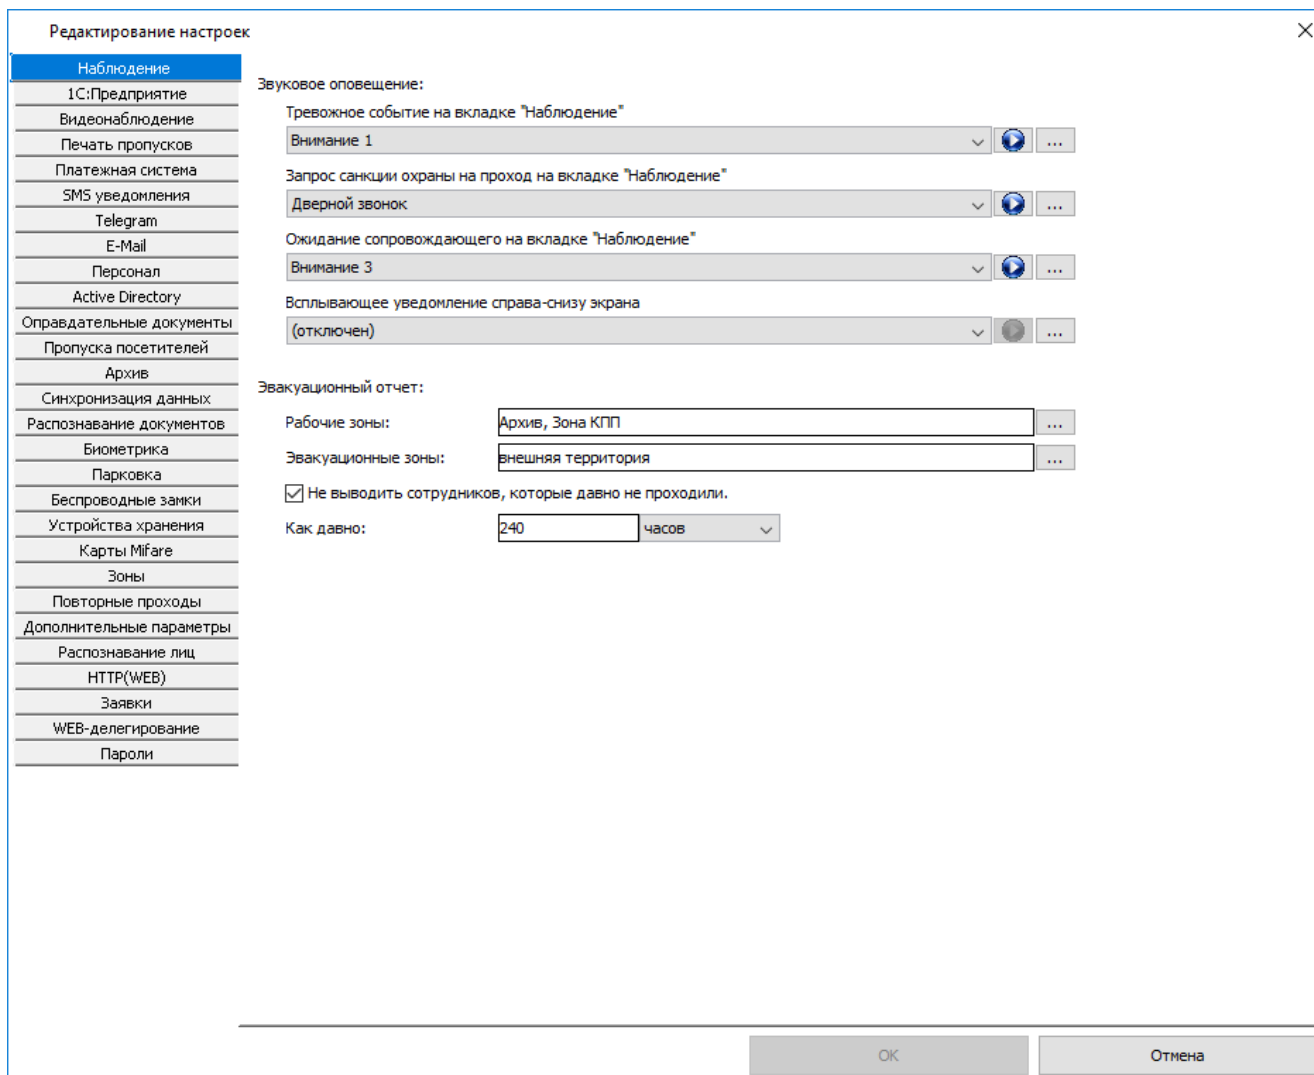 Редактирование настроек
Наблюдение
1С:Предприятие
Видеонаблюдение
Печать пропусков
Платежная система
SMS уведомления
Telegram
E-Mail
Персонал
Active Directory
Оправдательные документы
Пропуска посетителей
Архив
Синхронизация данных
Распознавание документов
Биометрика
Парковка
Беспроводные замки
Устройства хранения
Карты Mifare
Зоны
Повторные проходы
Дополнительные параметры
Распознавание лиц
HTTP(WEB)
Заявки
WEB-делегирование
Пароли
Звуковое оповещение:
Тревожное событие на вкладке "Наблюдение"
Внимание 1 ...
Запрос санкции охраны на проход на вкладке "Наблюдение"
Дверной звонок ...
Ожидание сопровождающего на вкладке "Наблюдение"
Внимание 3 ...
Всплывающее уведомление справа-снизу экрана
(отключен) ...
Эвакуационный отчет:
Рабочие зоны: Архив, Зона КПП ...
Эвакуационные зоны: внешняя территория ...
Не выводить сотрудников, которые давно не проходили.
Как давно: 240 часов
ОК Отмена